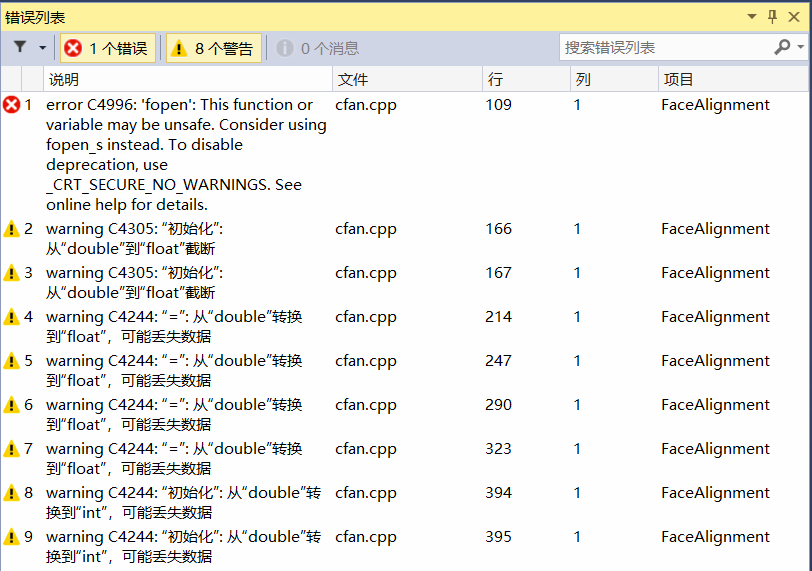 错误列表
1 个错误 8 个警告 0 个消息 搜索错误列表
说明 文件 行 列 项目
1 error C4996: 'fopen': This function or cfan.cpp 109 1 FaceAlignment
variable may be unsafe. Consider using
fopen_s instead. To disable
deprecation, use
_CRT_SECURE_NO_WARNINGS. See
online help for details.
2 warning C4305: “初始化”: cfan.cpp 166 1 FaceAlignment
从“double”到“float”截断
3 warning C4305: “初始化”: cfan.cpp 167 1 FaceAlignment
从“double”到“float”截断
4 warning C4244: “=”: 从“double”转换 cfan.cpp 214 1 FaceAlignment
到“float”，可能丢失数据
5 warning C4244: “=”: 从“double”转换 cfan.cpp 247 1 FaceAlignment
到“float”，可能丢失数据
6 warning C4244: “=”: 从“double”转换 cfan.cpp 290 1 FaceAlignment
到“float”，可能丢失数据
7 warning C4244: “=”: 从“double”转换 cfan.cpp 323 1 FaceAlignment
到“float”，可能丢失数据
8 warning C4244: “初始化”: 从“double”转 cfan.cpp 394 1 FaceAlignment
换到“int”，可能丢失数据
9 warning C4244: “初始化”: 从“double”转 cfan.cpp 395 1 FaceAlignment
换到“int”，可能丢失数据